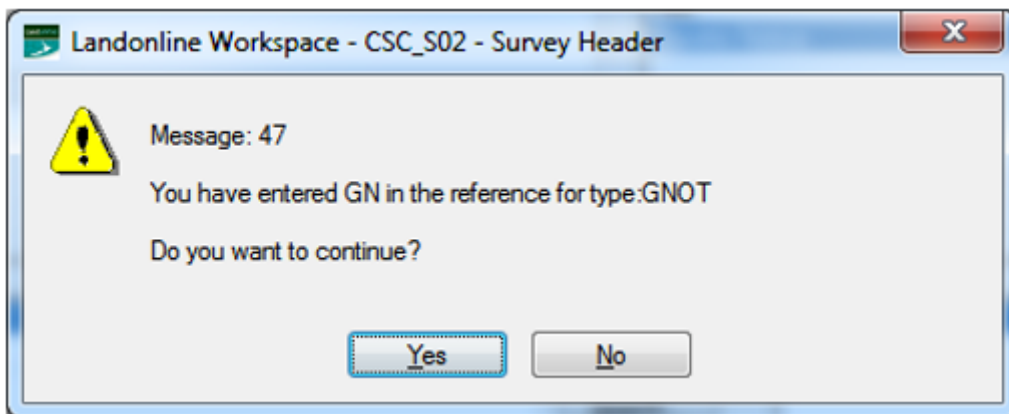 Landonline Workspace - CSC_S02 - Survey Header
Message: 47
You have entered GN in the reference for type:GNOT
Do you want to continue?
Yes No